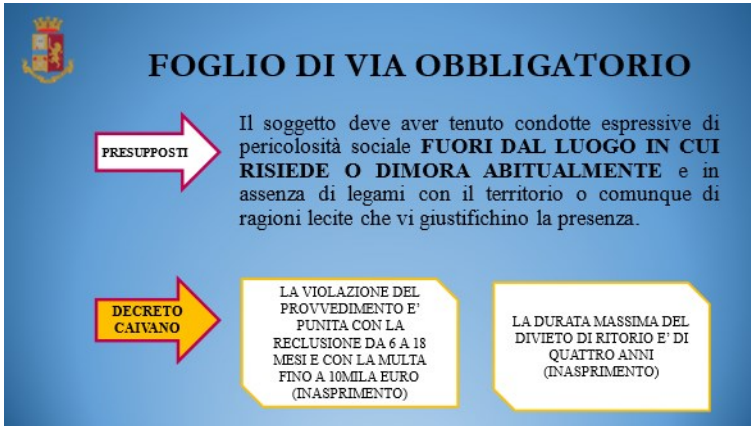 FOGLIO DI VIA OBBLIGATORIO
PRESUPPOSTI
Il soggetto deve aver tenuto condotte espressive di
pericolosità sociale FUORI DAL LUOGO IN CUI
RISIEDE O DIMORA ABITUALMENTE e in
assenza di legami con il territorio o comunque di
ragioni lecite che vi giustifichino la presenza.
DECRETO
CAIVANO
LA VIOLAZIONE DEL
PROVVEDIMENTO E'
PUNITA CON LA
RECLUSIONE DA 6 A 18
MESI E CON LA MULTA
FINO A 10MILA EURO
(INASPRIMENTO)
LA DURATA MASSIMA DEL
DIVIETO DI RITORIO E' DI
QUATTRO ANNI
(INASPRIMENTO)